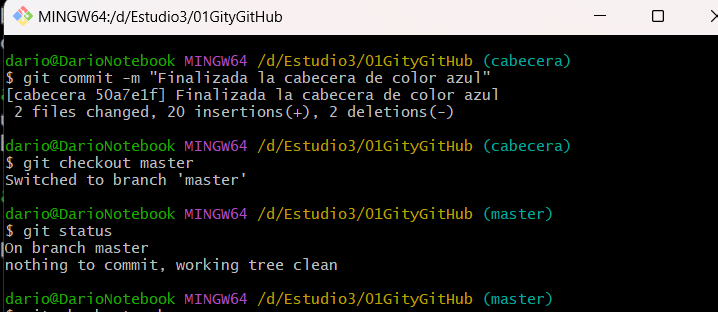 MINGW64:/d/Estudio3/01GityGitHub
dario@DarioNotebook MINGW64 /d/Estudio3/01GityGitHub (cabecera)
$ git commit -m "Finalizada la cabecera de color azul"
[cabecera 50a7e1f] Finalizada la cabecera de color azul
 2 files changed, 20 insertions(+), 2 deletions(-)
dario@DarioNotebook MINGW64 /d/Estudio3/01GityGitHub (cabecera)
$ git checkout master
Switched to branch 'master'
dario@DarioNotebook MINGW64 /d/Estudio3/01GityGitHub (master)
$ git status
On branch master
nothing to commit, working tree clean
dario@DarioNotebook MINGW64 /d/Estudio3/01GityGitHub (master)